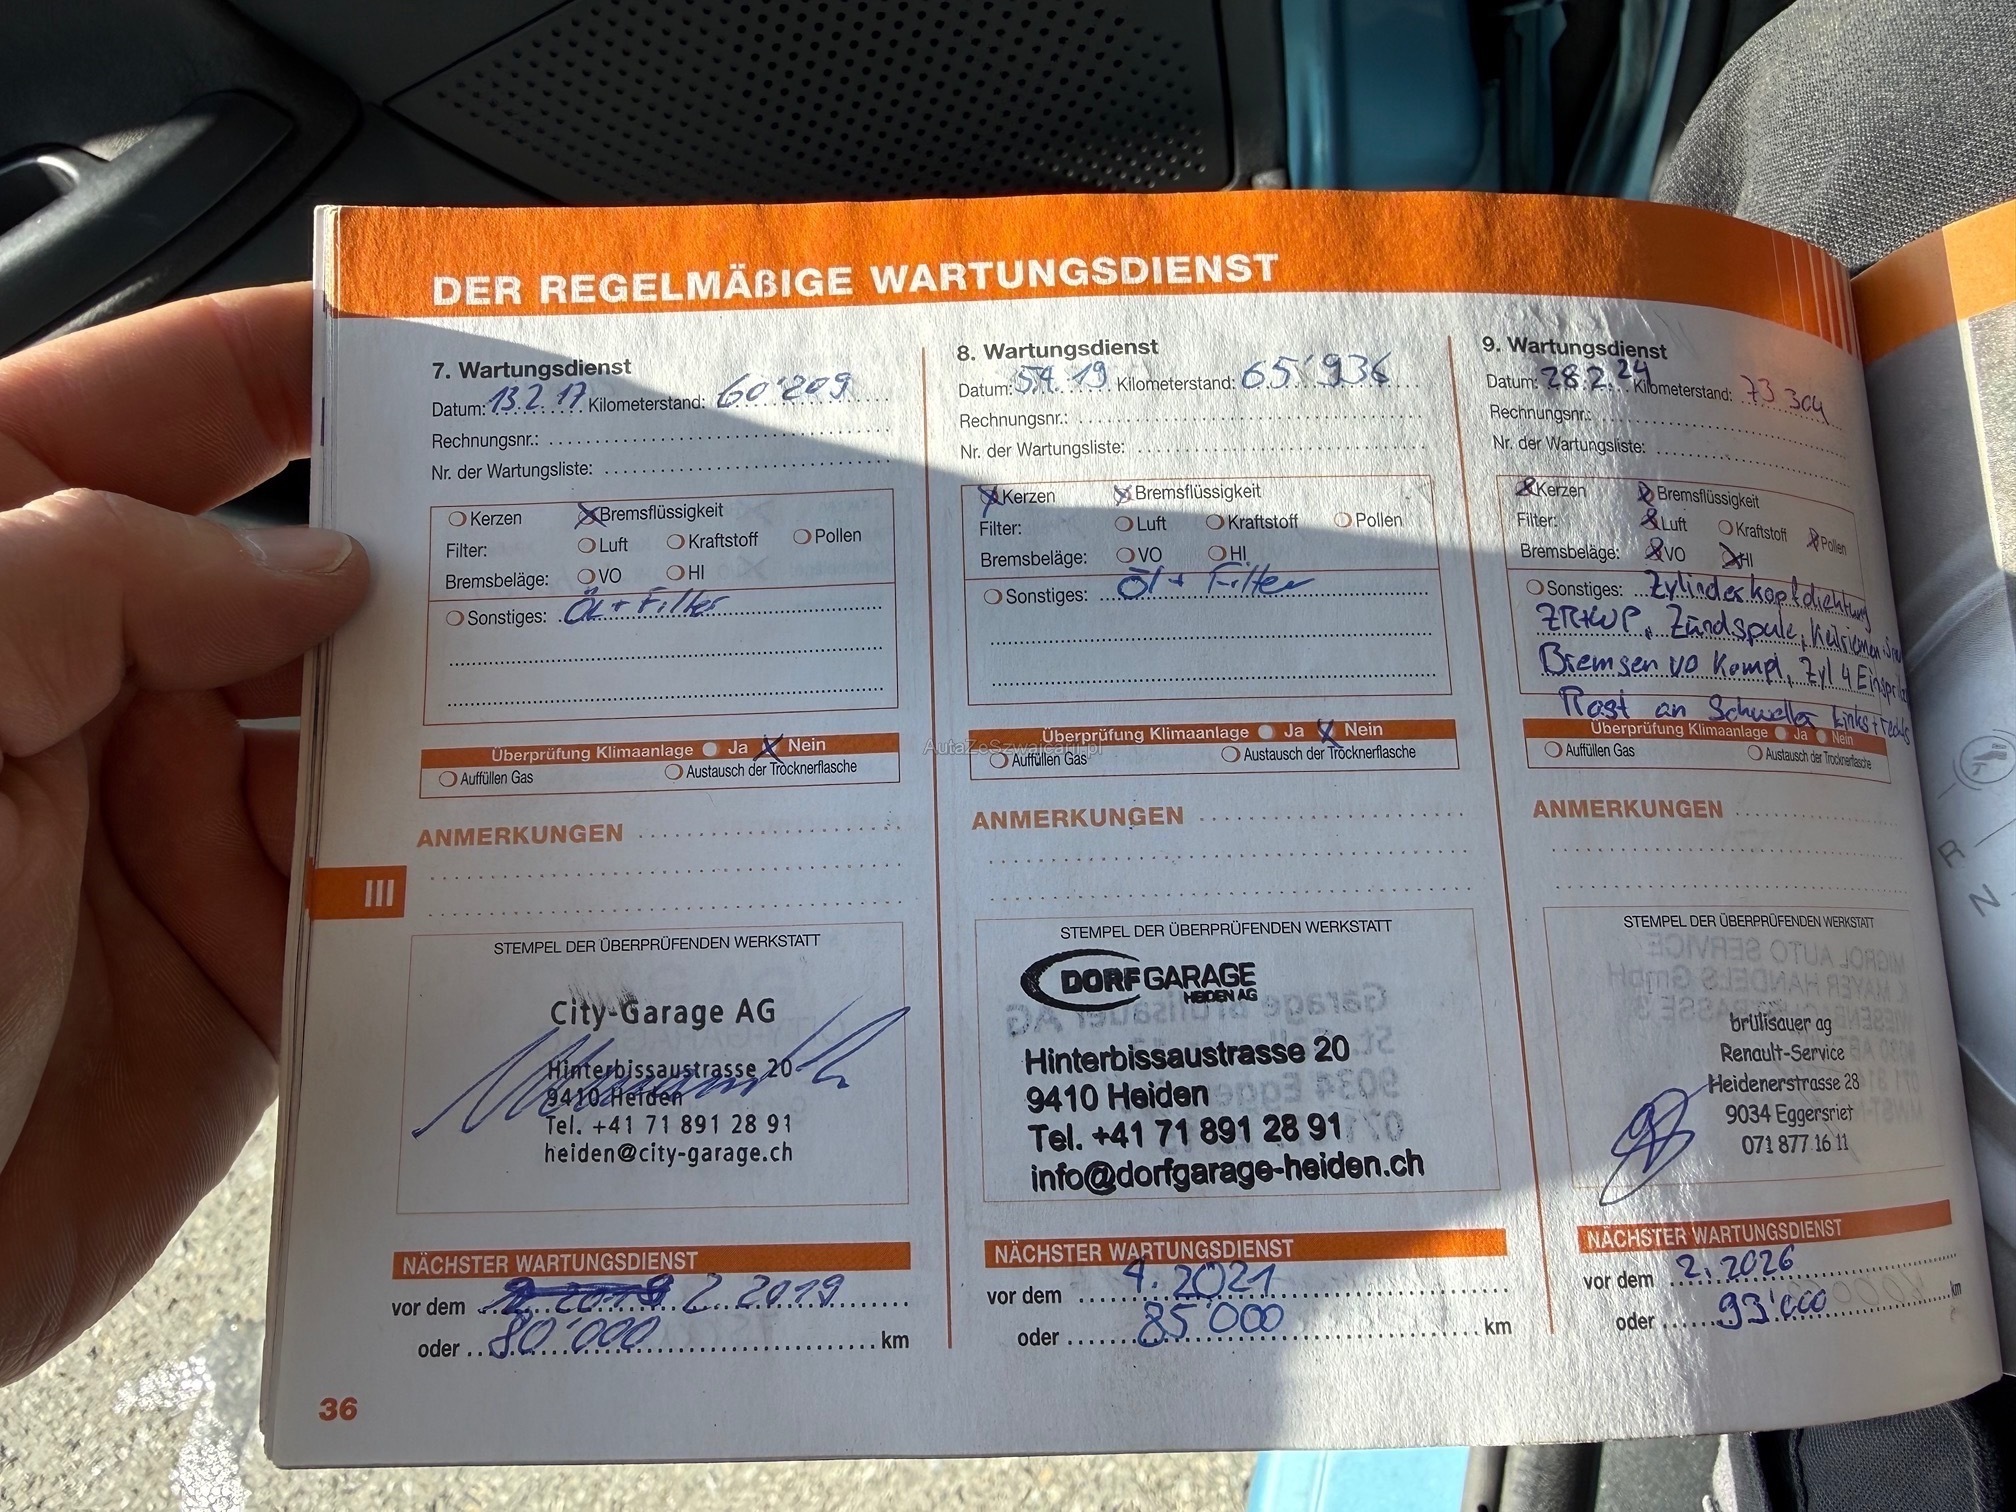 DER REGELMÄßIGE WARTUNGSDIENST
7. Wartungsdienst
Datum: 13.2.17 Kilometerstand: 60'209
Rechnungsnr.:
Nr. der Wartungsliste:
Kerzen Bremsflüssigkeit
Filter: Luft Kraftstoff Pollen
Bremsbeläge: VO HI
Sonstiges: Öl + Filter
Überprüfung Klimaanlage Ja Nein
Auffüllen Gas Austausch der Trocknerflasche
ANMERKUNGEN
III
STEMPEL DER ÜBERPRÜFENDEN WERKSTATT
City-Garage AG
Hinterbissaustrasse 20
9410 Heiden
Tel. +41 71 891 28 91
heiden@city-garage.ch
NÄCHSTER WARTUNGSDIENST
vor dem 2 2019
oder 80'000 km
36
8. Wartungsdienst
Datum: 5.4.19 Kilometerstand: 65'936
Rechnungsnr.:
Nr. der Wartungsliste:
Kerzen Bremsflüssigkeit
Filter: Luft Kraftstoff Pollen
Bremsbeläge: VO HI
Sonstiges: Öl + Filter
Überprüfung Klimaanlage Ja Nein
Auffüllen Gas Austausch der Trocknerflasche
ANMERKUNGEN
STEMPEL DER ÜBERPRÜFENDEN WERKSTATT
DORFGARAGE
HEIDEN AG
Hinterbissaustrasse 20
9410 Heiden
Tel. +41 71 891 28 91
info@dorfgarage-heiden.ch
NÄCHSTER WARTUNGSDIENST
vor dem 4.2021
oder 85'000 km
9. Wartungsdienst
Datum: 28.2.24 Kilometerstand: 73 304
Rechnungsnr.:
Nr. der Wartungsliste:
Kerzen Bremsflüssigkeit
Filter: Luft Kraftstoff Pollen
Bremsbeläge: VO HI
Sonstiges: Zylinderkopfdichtung
ZR+WP, Zündspule,
Bremsen vo Kompl, Zyl 4
Rost an Schweller Links + rechts
Überprüfung Klimaanlage Ja Nein
Auffüllen Gas Austausch der Trocknerflasche
ANMERKUNGEN
STEMPEL DER ÜBERPRÜFENDEN WERKSTATT
brülisauer ag
Renault-Service
Heidenerstrasse 28
9034 Eggersriet
071 877 16 11
NÄCHSTER WARTUNGSDIENST
vor dem 2.2026
oder 93'000 km
AutaZeSzwajcarii.pl
R
N